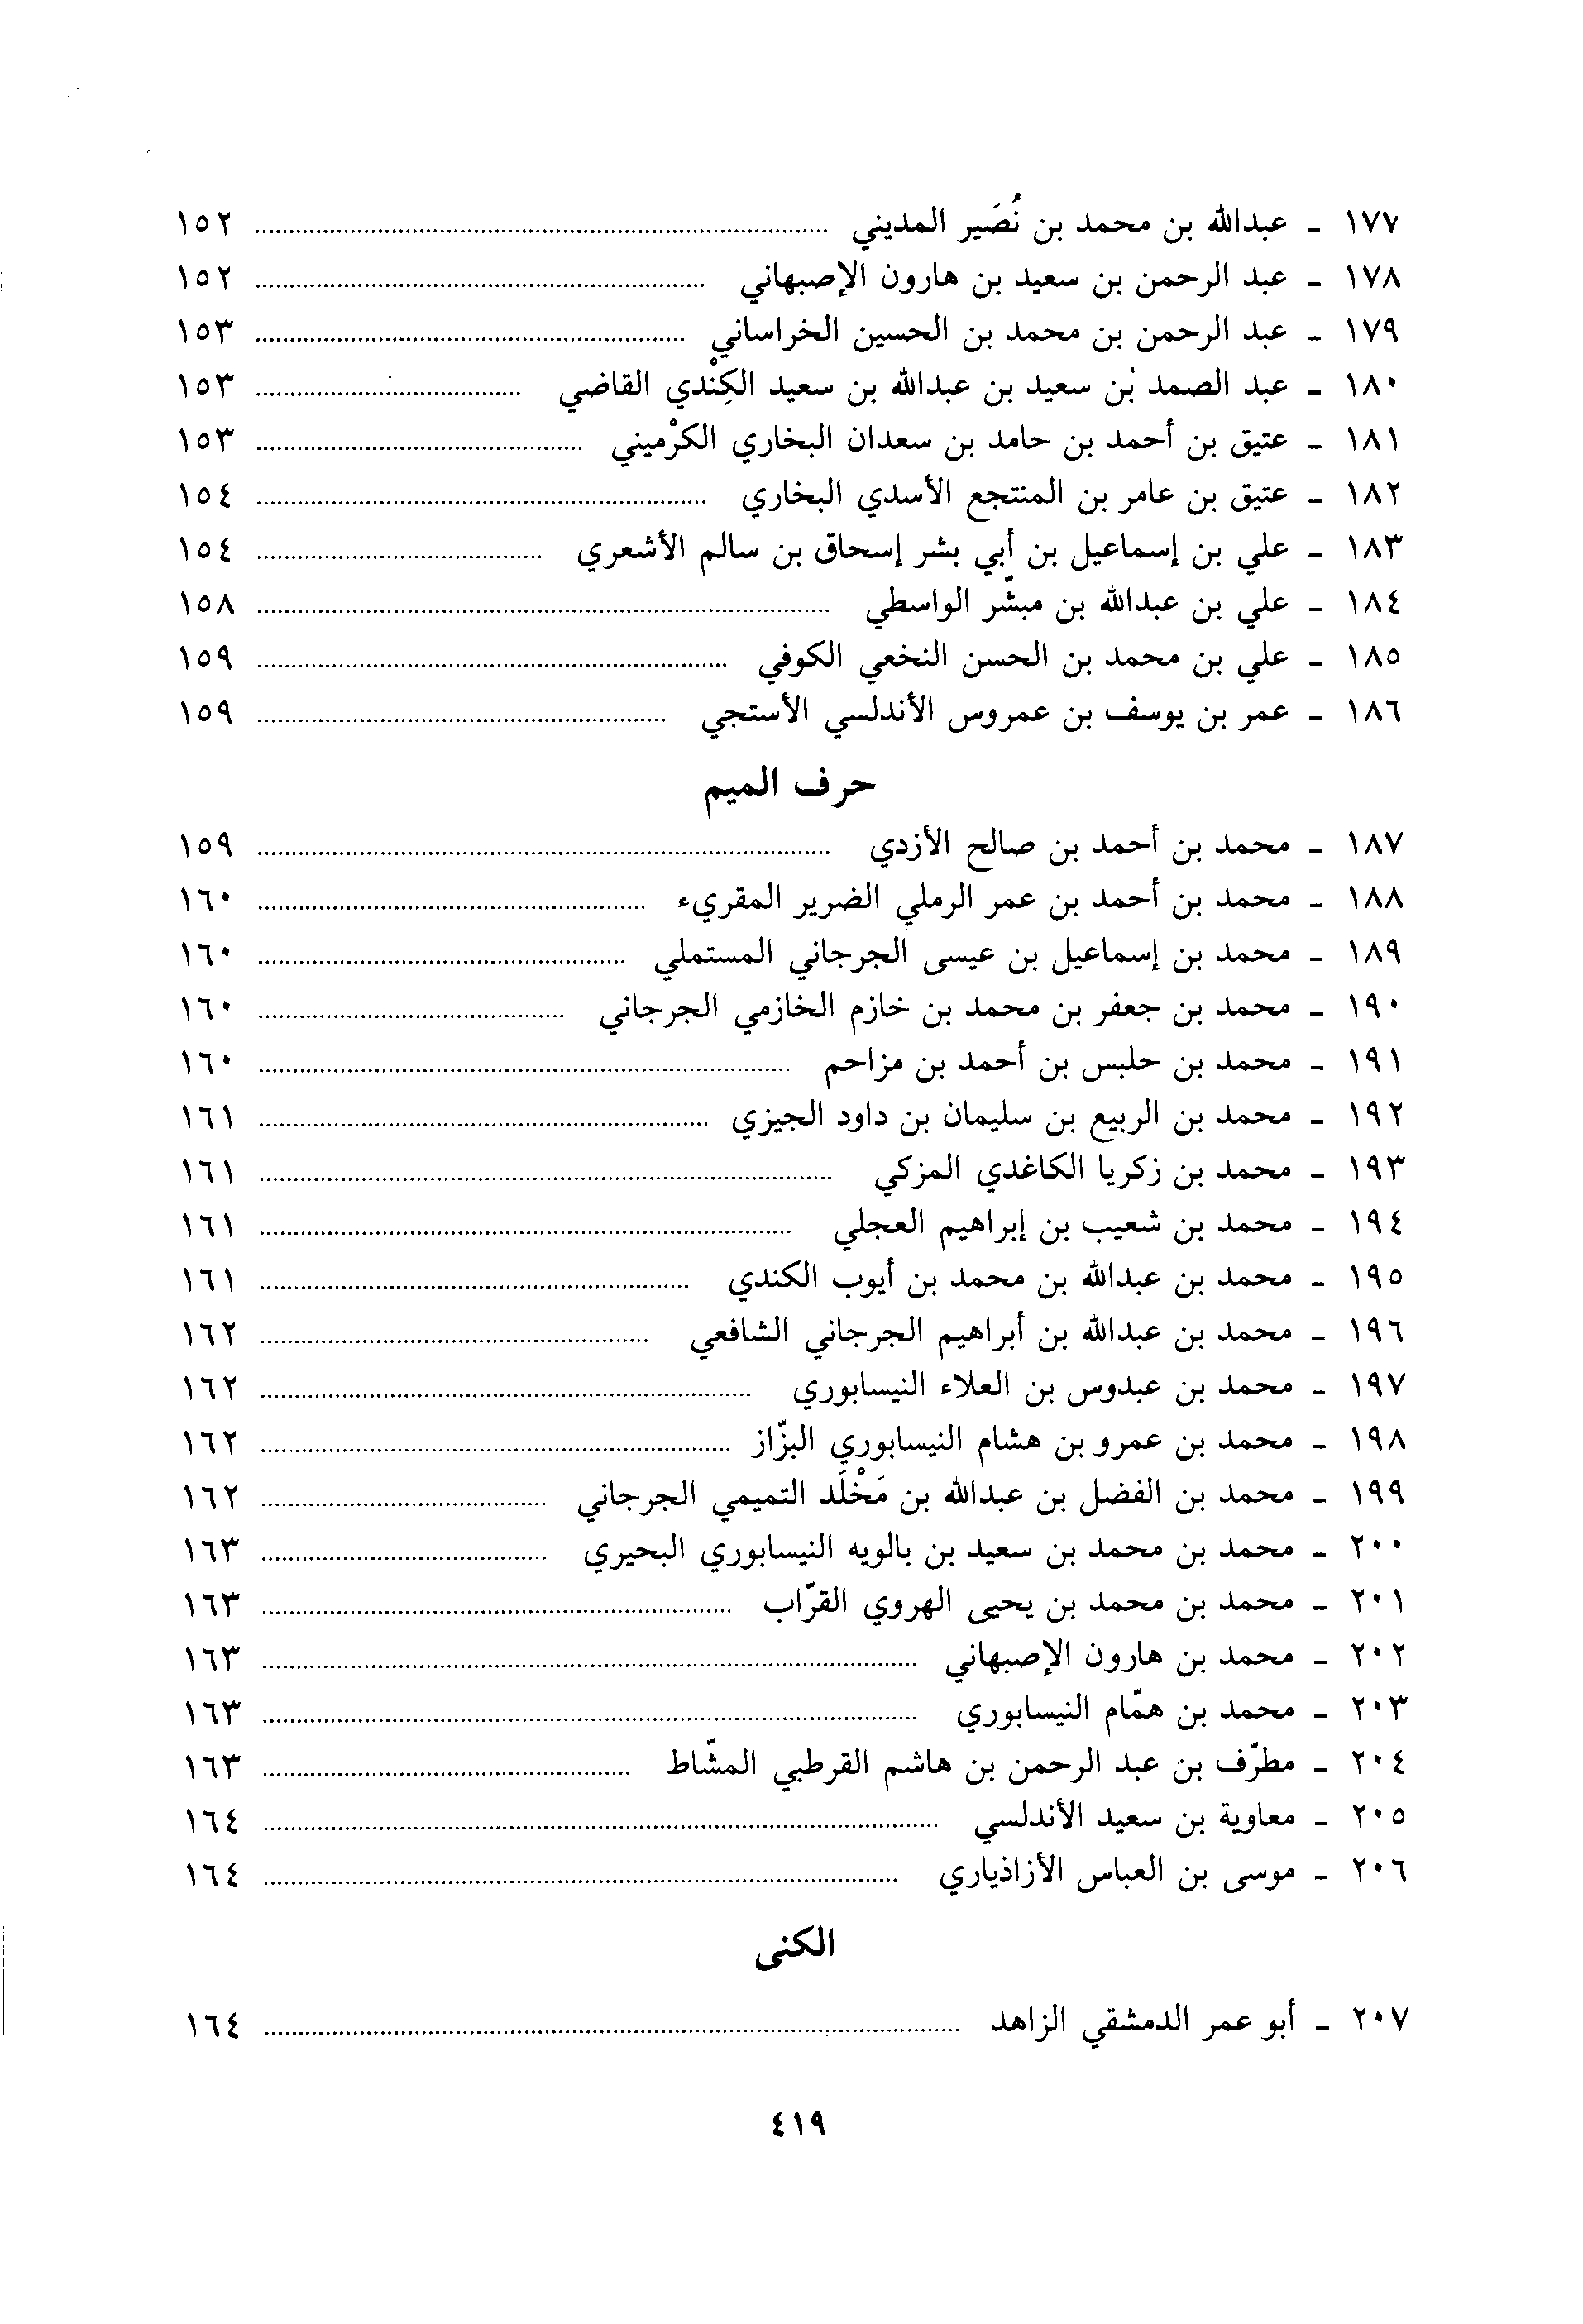 ١٧٧ - عبدالله بن محمد بن نُصَير المديني ........ ١٥٢
١٧٨ - عبد الرحمن بن سعيد بن هارون الإصبهاني ........ ١٥٢
١٧٩ - عبد الرحمن بن محمد بن الحسين الخراساني ........ ١٥٣
١٨٠ - عبد الصمد بن سعيد بن عبدالله بن سعيد الكِنْدي القاضي ........ ١٥٣
١٨١ - عتيق بن أحمد بن حامد بن سعدان البخاري الكرْميني ........ ١٥٣
١٨٢ - عتيق بن عامر بن المنتجع الأسدي البخاري ........ ١٥٤
١٨٣ - علي بن إسماعيل بن أبي بشر إسحاق بن سالم الأشعري ........ ١٥٤
١٨٤ - علي بن عبدالله بن مبشّر الواسطي ........ ١٥٨
١٨٥ - علي بن محمد بن الحسن النخعي الكوفي ........ ١٥٩
١٨٦ - عمر بن يوسف بن عمروس الأندلسي الأستجي ........ ١٥٩
حرف الميم
١٨٧ - محمد بن أحمد بن صالح الأزدي ........ ١٥٩
١٨٨ - محمد بن أحمد بن عمر الرملي الضرير المقريء ........ ١٦٠
١٨٩ - محمد بن إسماعيل بن عيسى الجرجاني المستملي ........ ١٦٠
١٩٠ - محمد بن جعفر بن محمد بن خازم الخازمي الجرجاني ........ ١٦٠
١٩١ - محمد بن حلبس بن أحمد بن مزاحم ........ ١٦٠
١٩٢ - محمد بن الربيع بن سليمان بن داود الجيزي ........ ١٦١
١٩٣ - محمد بن زكريا الكاغدي المزكي ........ ١٦١
١٩٤ - محمد بن شعيب بن إبراهيم العجلي ........ ١٦١
١٩٥ - محمد بن عبدالله بن محمد بن أيوب الكندي ........ ١٦١
١٩٦ - محمد بن عبدالله بن أبراهيم الجرجاني الشافعي ........ ١٦٢
١٩٧ - محمد بن عبدوس بن العلاء النيسابوري ........ ١٦٢
١٩٨ - محمد بن عمرو بن هشام النيسابوري البزّاز ........ ١٦٢
١٩٩ - محمد بن الفضل بن عبدالله بن مَخْلَد التميمي الجرجاني ........ ١٦٢
٢٠٠ - محمد بن محمد بن سعيد بن بالويه النيسابوري البحيري ........ ١٦٣
٢٠١ - محمد بن محمد بن يحيى الهروي القرّاب ........ ١٦٣
٢٠٢ - محمد بن هارون الإصبهاني ........ ١٦٣
٢٠٣ - محمد بن همّام النيسابوري ........ ١٦٣
٢٠٤ - مطرّف بن عبد الرحمن بن هاشم القرطبي المشّاط ........ ١٦٣
٢٠٥ - معاوية بن سعيد الأندلسي ........ ١٦٤
٢٠٦ - موسى بن العباس الأزاذياري ........ ١٦٤
الكنى
٢٠٧ - أبو عمر الدمشقي الزاهد ........ ١٦٤
٤١٩